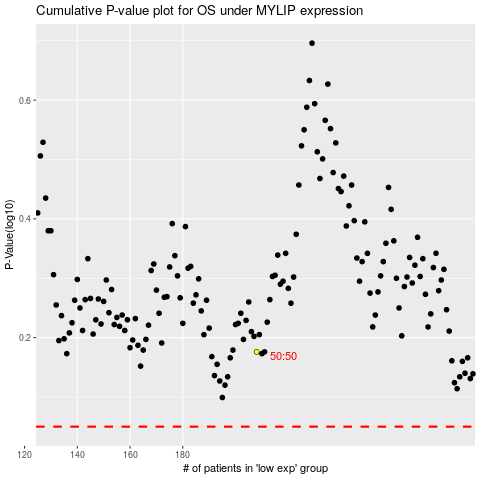 Cumulative P-value plot for OS under MYLIP expression
P-Value(log10)
0.6
0.4
0.2
50:50
120 140 160 180
# of patients in 'low exp' group